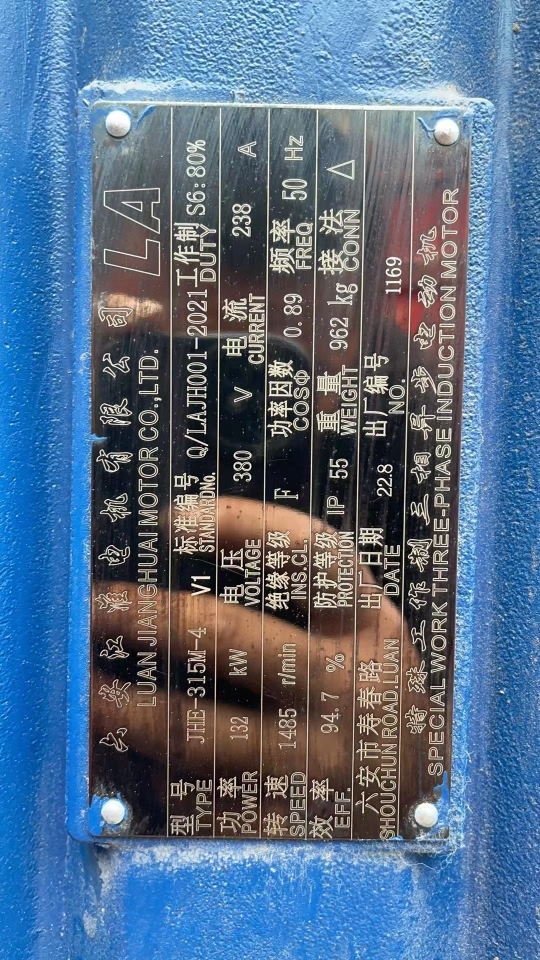 六安江淮电机有限公司 LA
LUAN JIANGHUAI MOTOR CO.,LTD.
型号 TYPE JHE-315M-4 V1 标准编号 STANDARDNo. Q/LAJH001-2021 工作制 DUTY S6:80%
功率 POWER 132 kW 电压 VOLTAGE 380 V 电流 CURRENT 238 A
转速 SPEED 1485 r/min 绝缘等级 INS.CL. F 功率因数 COSΦ 0.89 频率 FREQ 50 Hz
效率 EFF. 94.7 % 防护等级 PROTECTION IP 55 重量 WEIGHT 962 kg 接法 CONN △
六安市寿春路 SHOUCHUN ROAD.LUAN 出厂日期 DATE 22.8 出厂编号 NO. 1169
特殊工作制三相异步电动机
SPECIAL WORK THREE-PHASE INDUCTION MOTOR